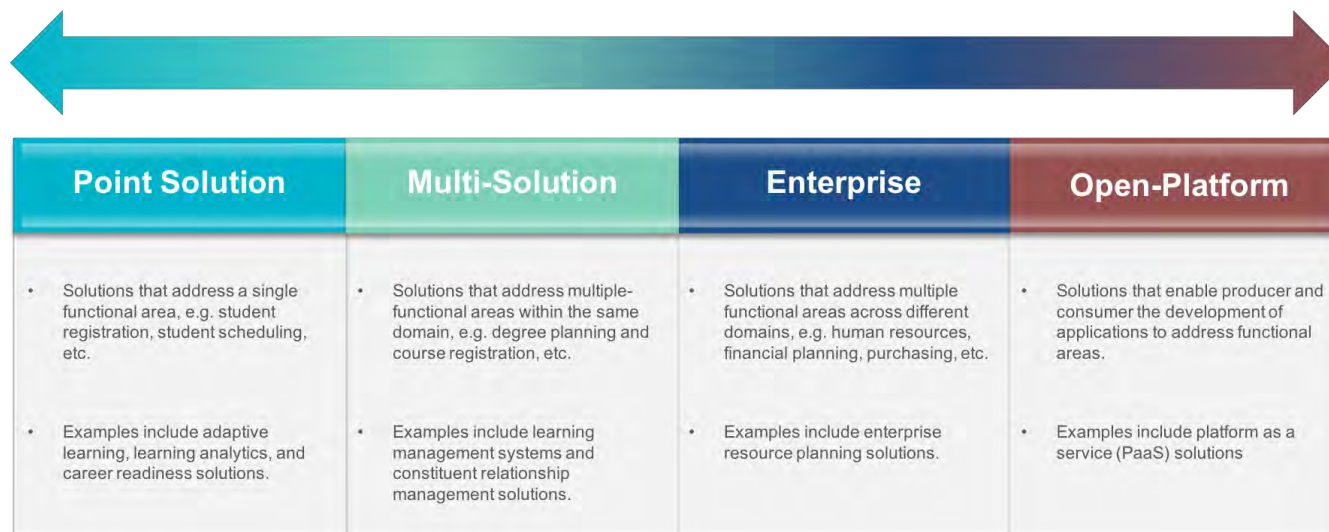 Point Solution
Multi-Solution
Enterprise
Open-Platform
• Solutions that address a single
functional area, e.g. student
registration, student scheduling,
etc.
• Examples include adaptive
learning, learning analytics, and
career readiness solutions.
• Solutions that address multiple-
functional areas within the same
domain, e.g. degree planning and
course registration, etc.
• Examples include learning
management systems and
constituent relationship
management solutions.
• Solutions that address multiple
functional areas across different
domains, e.g. human resources,
financial planning, purchasing, etc.
• Examples include enterprise
resource planning solutions.
• Solutions that enable producer and
consumer the development of
applications to address functional
areas.
• Examples include platform as a
service (PaaS) solutions